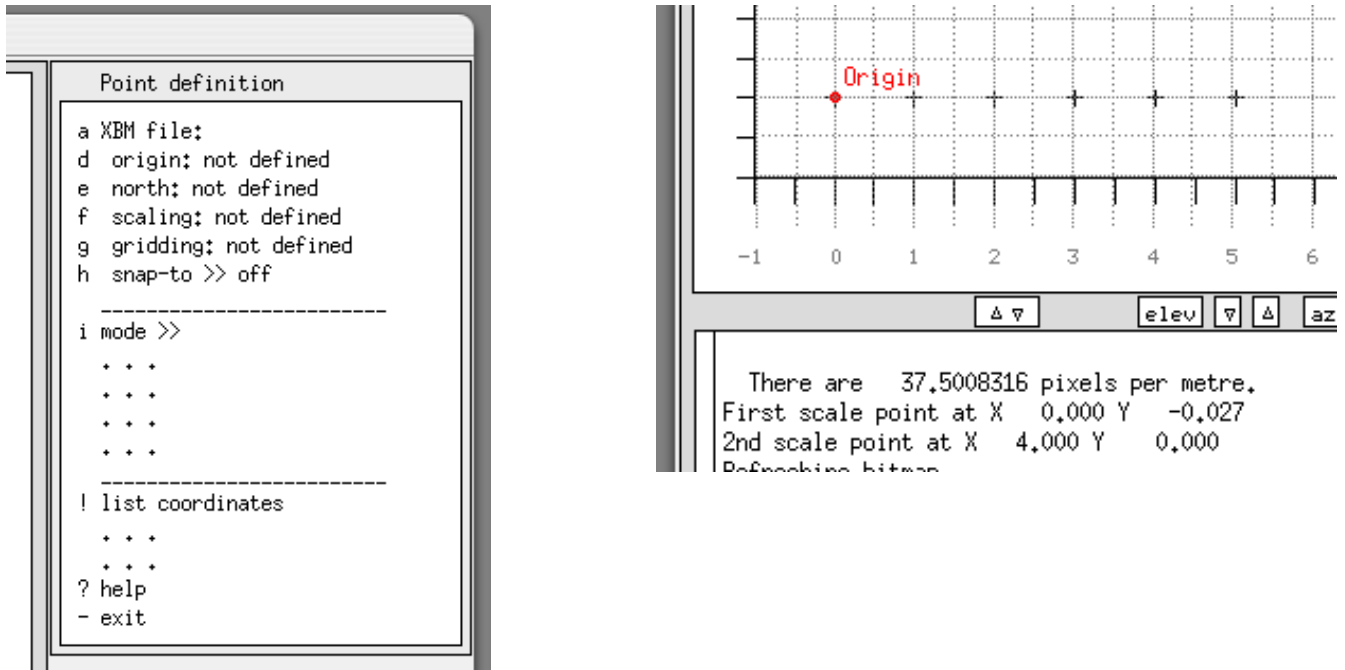 Point definition
a XBM file:
d origin: not defined
e north: not defined
f scaling: not defined
g gridding: not defined
h snap-to >> off
i mode >>
. . .
. . .
. . .
. . .
! list coordinates
. . .
. . .
? help
- exit
Origin
-1 0 1 2 3 4 5 6
elev az
There are 37.5008316 pixels per metre.
First scale point at X 0.000 Y -0.027
2nd scale point at X 4.000 Y 0.000
Refreshing bitmap